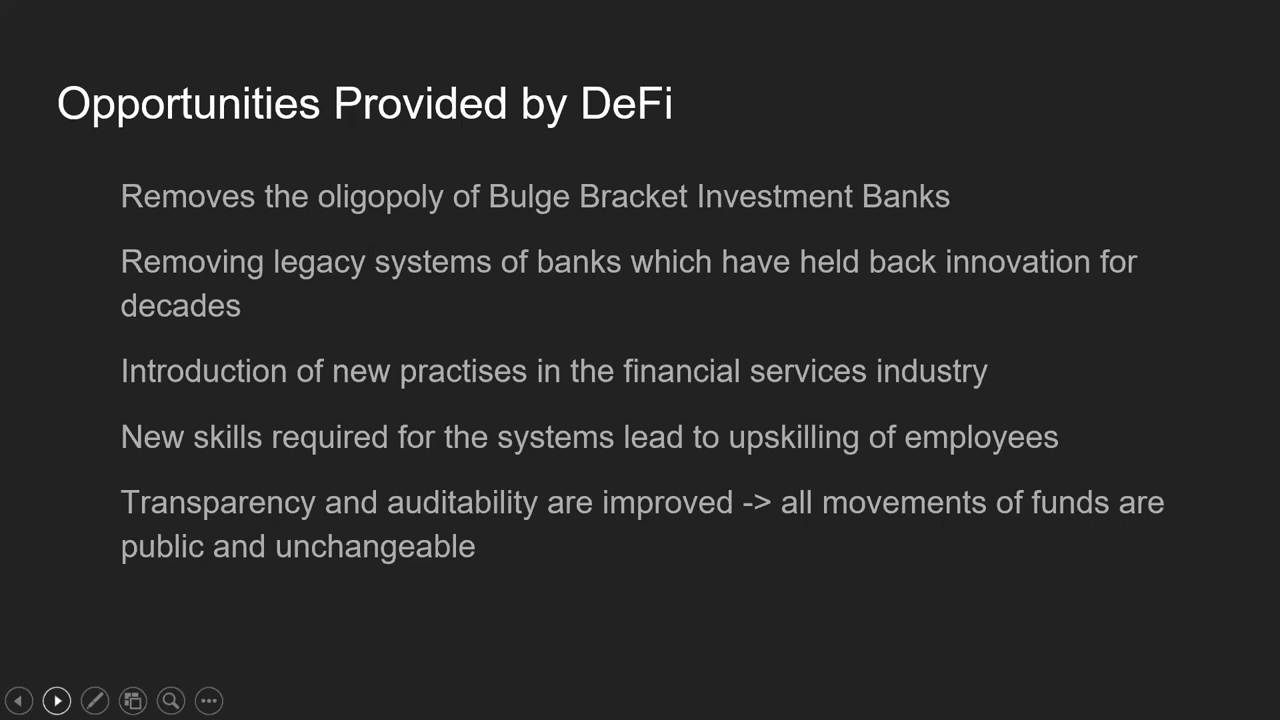 Opportunities Provided by DeFi
Removes the oligopoly of Bulge Bracket Investment Banks
Removing legacy systems of banks which have held back innovation for
decades
Introduction of new practises in the financial services industry
New skills required for the systems lead to upskilling of employees
Transparency and auditability are improved -> all movements of funds are
public and unchangeable